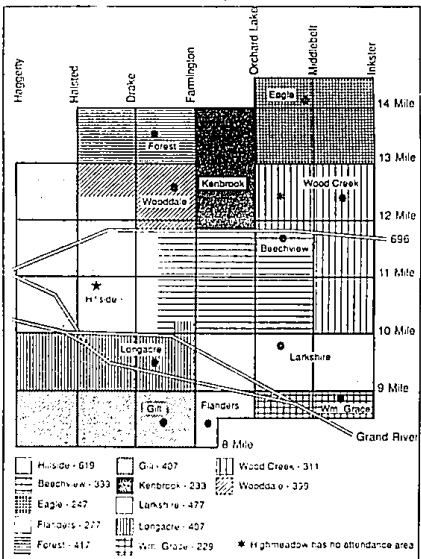 Haggerty
Halsted
Drake
Farmington
Orchard Lake
Middlebelt
Inkster
Eagle
14 Mile
Forest
13 Mile
Kenbrook
Wood Creek
Wooddale
12 Mile
696
Beechview
11 Mile
Hillside
10 Mile
Longacre
Larkshire
9 Mile
Gill
Flanders
Wm. Grace
8 Mile
Grand River
Hillside - 619
Gill - 407
Wood Creek - 311
Beechview - 333
Kenbrook - 233
Wooddale - 359
Eagle - 247
Larkshire - 477
Flanders - 277
Longacre - 407
Forest - 417
Wm. Grace - 229
* Highmeadow has no attendance area